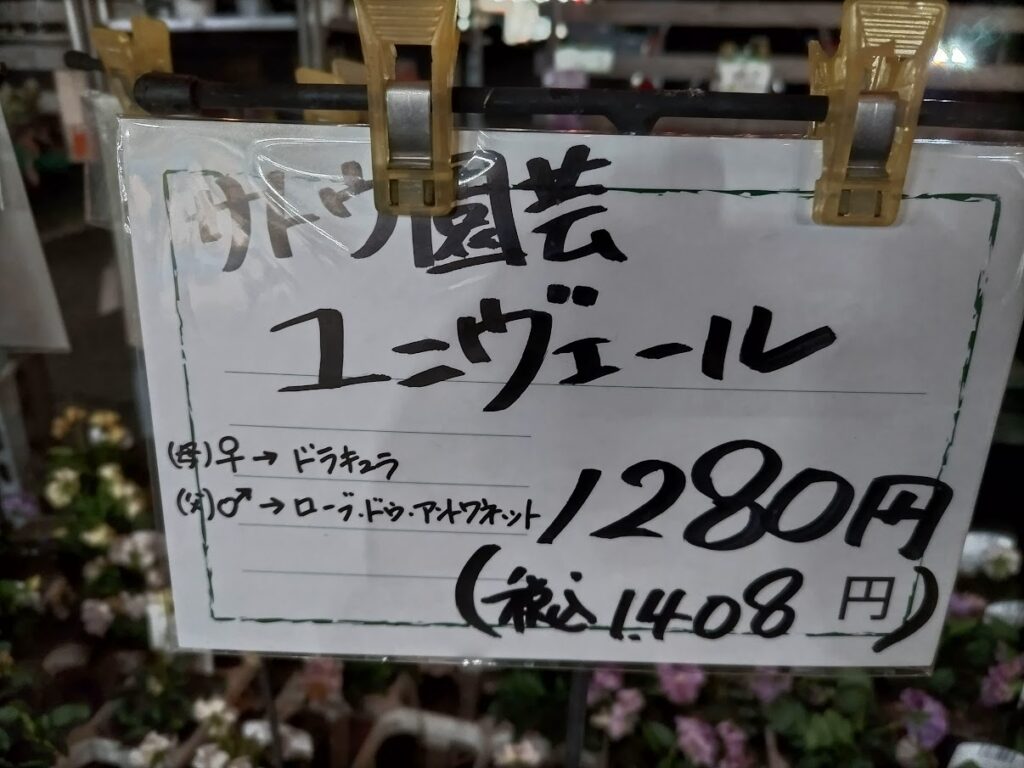 サトウ園芸
ユニヴェール
(母)♀→ドラキュラ
(父)♂→ローブ・ドゥ・アントワネット
1280円
(税込1.408円)